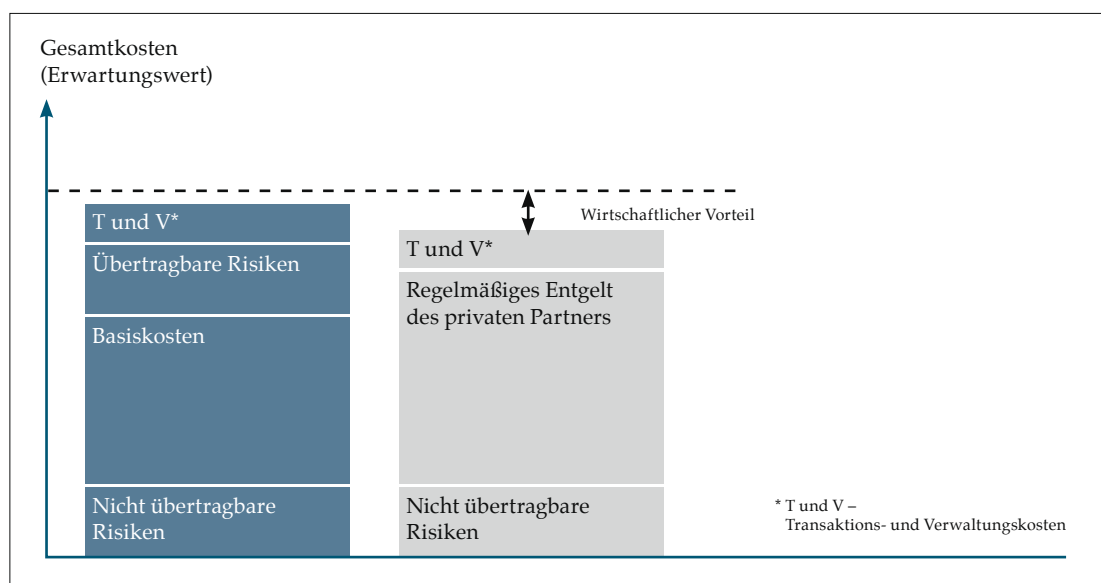 Gesamtkosten
(Erwartungswert)
Wirtschaftlicher Vorteil
T und V*
Übertragbare Risiken
Basiskosten
Nicht übertragbare
Risiken
T und V*
Regelmäßiges Entgelt
des privaten Partners
Nicht übertragbare
Risiken
* T und V –
Transaktions- und Verwaltungskosten